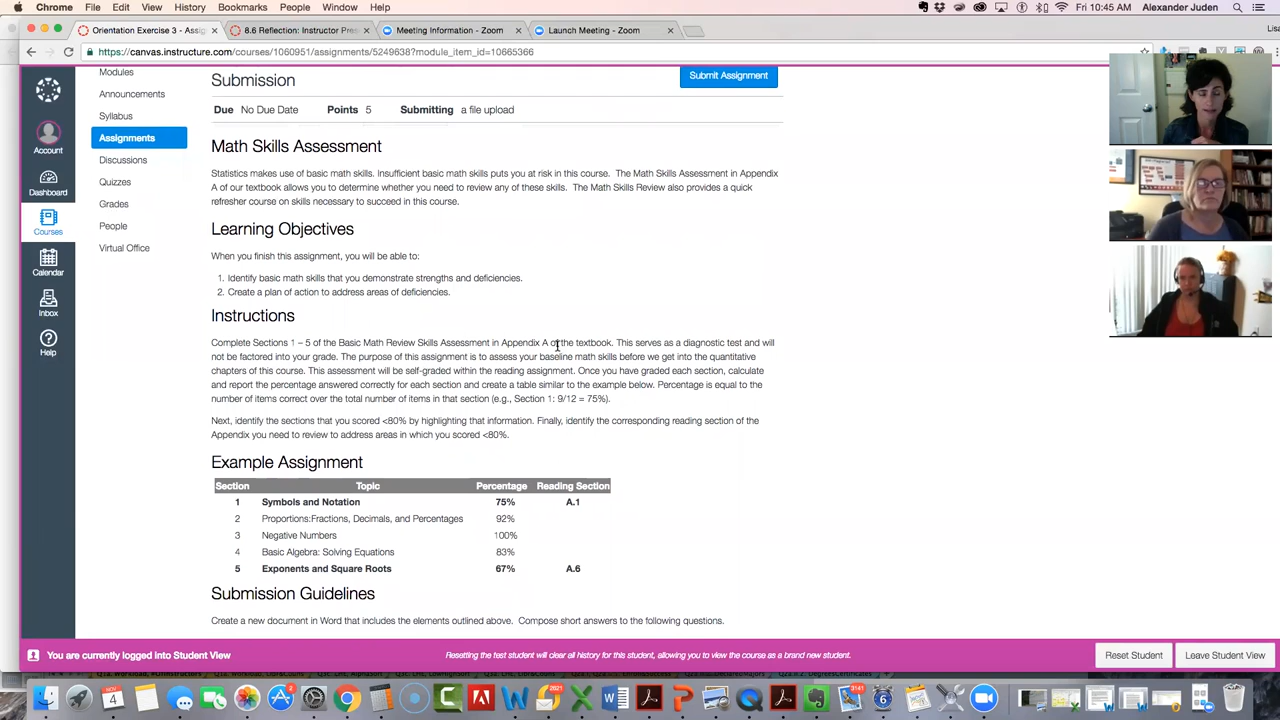 Chrome File Edit View History Bookmarks People Window Help
Fri 10:45 AM Alexander Juden
Orientation Exercise 3 - Assig
8.6 Reflection: Instructor Pres
Meeting Information - Zoom
Launch Meeting - Zoom
Lisa
https://canvas.instructure.com/courses/1060951/assignments/5249638?module_item_id=10665366
Account
Dashboard
Courses
Calendar
Inbox
Help
Modules
Announcements
Syllabus
Assignments
Discussions
Quizzes
Grades
People
Virtual Office
Submission
Submit Assignment
Due No Due Date Points 5 Submitting a file upload
Math Skills Assessment
Statistics makes use of basic math skills. Insufficient basic math skills puts you at risk in this course. The Math Skills Assessment in Appendix
A of our textbook allows you to determine whether you need to review any of these skills. The Math Skills Review also provides a quick
refresher course on skills necessary to succeed in this course.
Learning Objectives
When you finish this assignment, you will be able to:
1. Identify basic math skills that you demonstrate strengths and deficiencies.
2. Create a plan of action to address areas of deficiencies.
Instructions
Complete Sections 1 – 5 of the Basic Math Review Skills Assessment in Appendix A of the textbook. This serves as a diagnostic test and will
not be factored into your grade. The purpose of this assignment is to assess your baseline math skills before we get into the quantitative
chapters of this course. This assessment will be self-graded within the reading assignment. Once you have graded each section, calculate
and report the percentage answered correctly for each section and create a table similar to the example below. Percentage is equal to the
number of items correct over the total number of items in that section (e.g., Section 1: 9/12 = 75%).
Next, identify the sections that you scored <80% by highlighting that information. Finally, identify the corresponding reading section of the
Appendix you need to review to address areas in which you scored <80%.
Example Assignment
Section Topic Percentage Reading Section
1 Symbols and Notation 75% A.1
2 Proportions:Fractions, Decimals, and Percentages 92%
3 Negative Numbers 100%
4 Basic Algebra: Solving Equations 83%
5 Exponents and Square Roots 67% A.6
Submission Guidelines
Create a new document in Word that includes the elements outlined above. Compose short answers to the following questions.
You are currently logged into Student View
Resetting the test student will clear all history for this student, allowing you to view the course as a brand new student.
Reset Student
Leave Student View